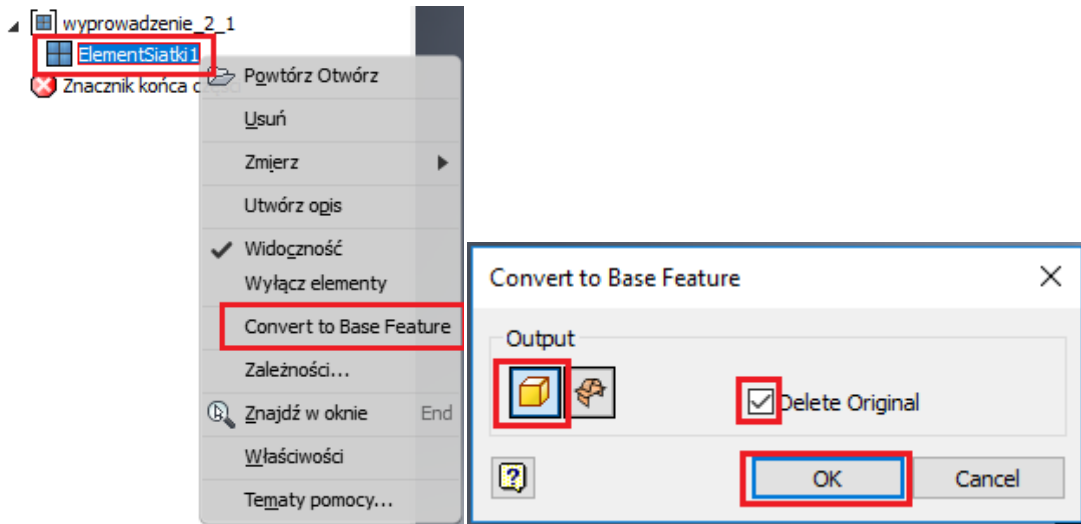 wyprowadzenie_2_1
ElementSiatki1
Znacznik końca części
Powtórz Otwórz
Usuń
Zmierz
Utwórz opis
Widoczność
Wyłącz elementy
Convert to Base Feature
Zależności...
Znajdź w oknie End
Właściwości
Tematy pomocy...
Convert to Base Feature
Output
Delete Original
OK Cancel